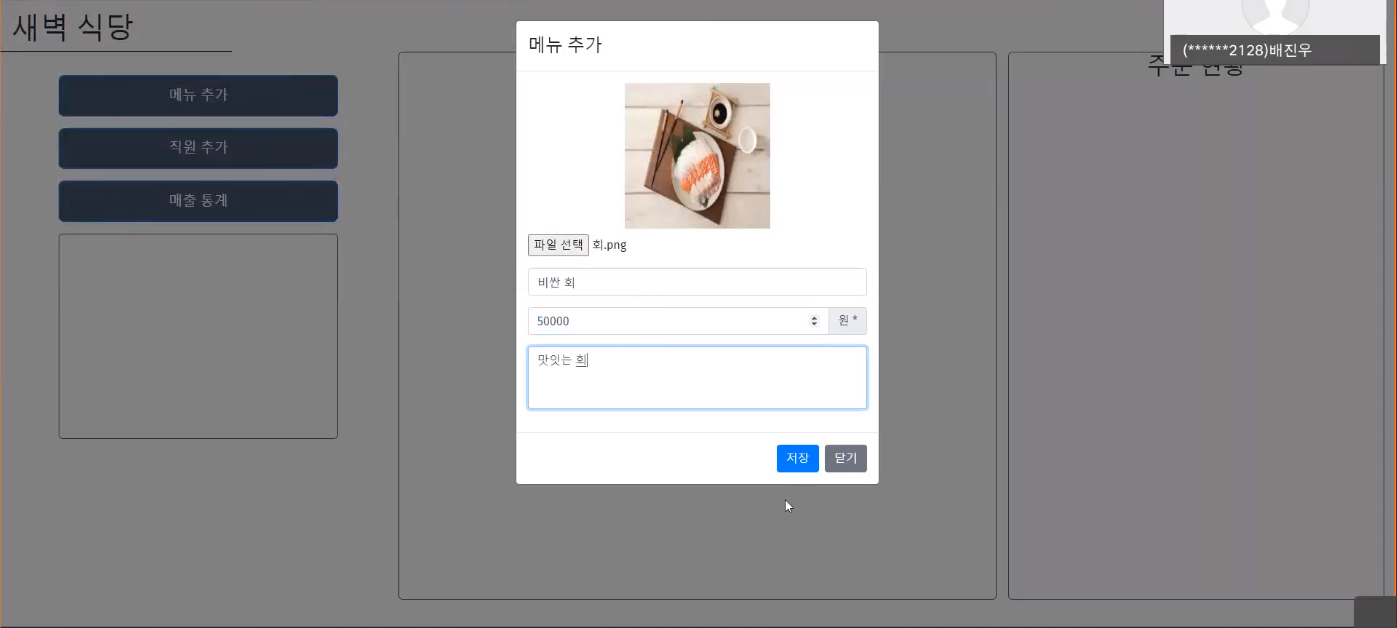 새벽 식당
메뉴 추가
직원 추가
매출 통계
메뉴 추가
파일 선택 회.png
비싼 회
50000 원 *
맛잇는 회
저장 닫기
(******2128)배진우
주문 현황